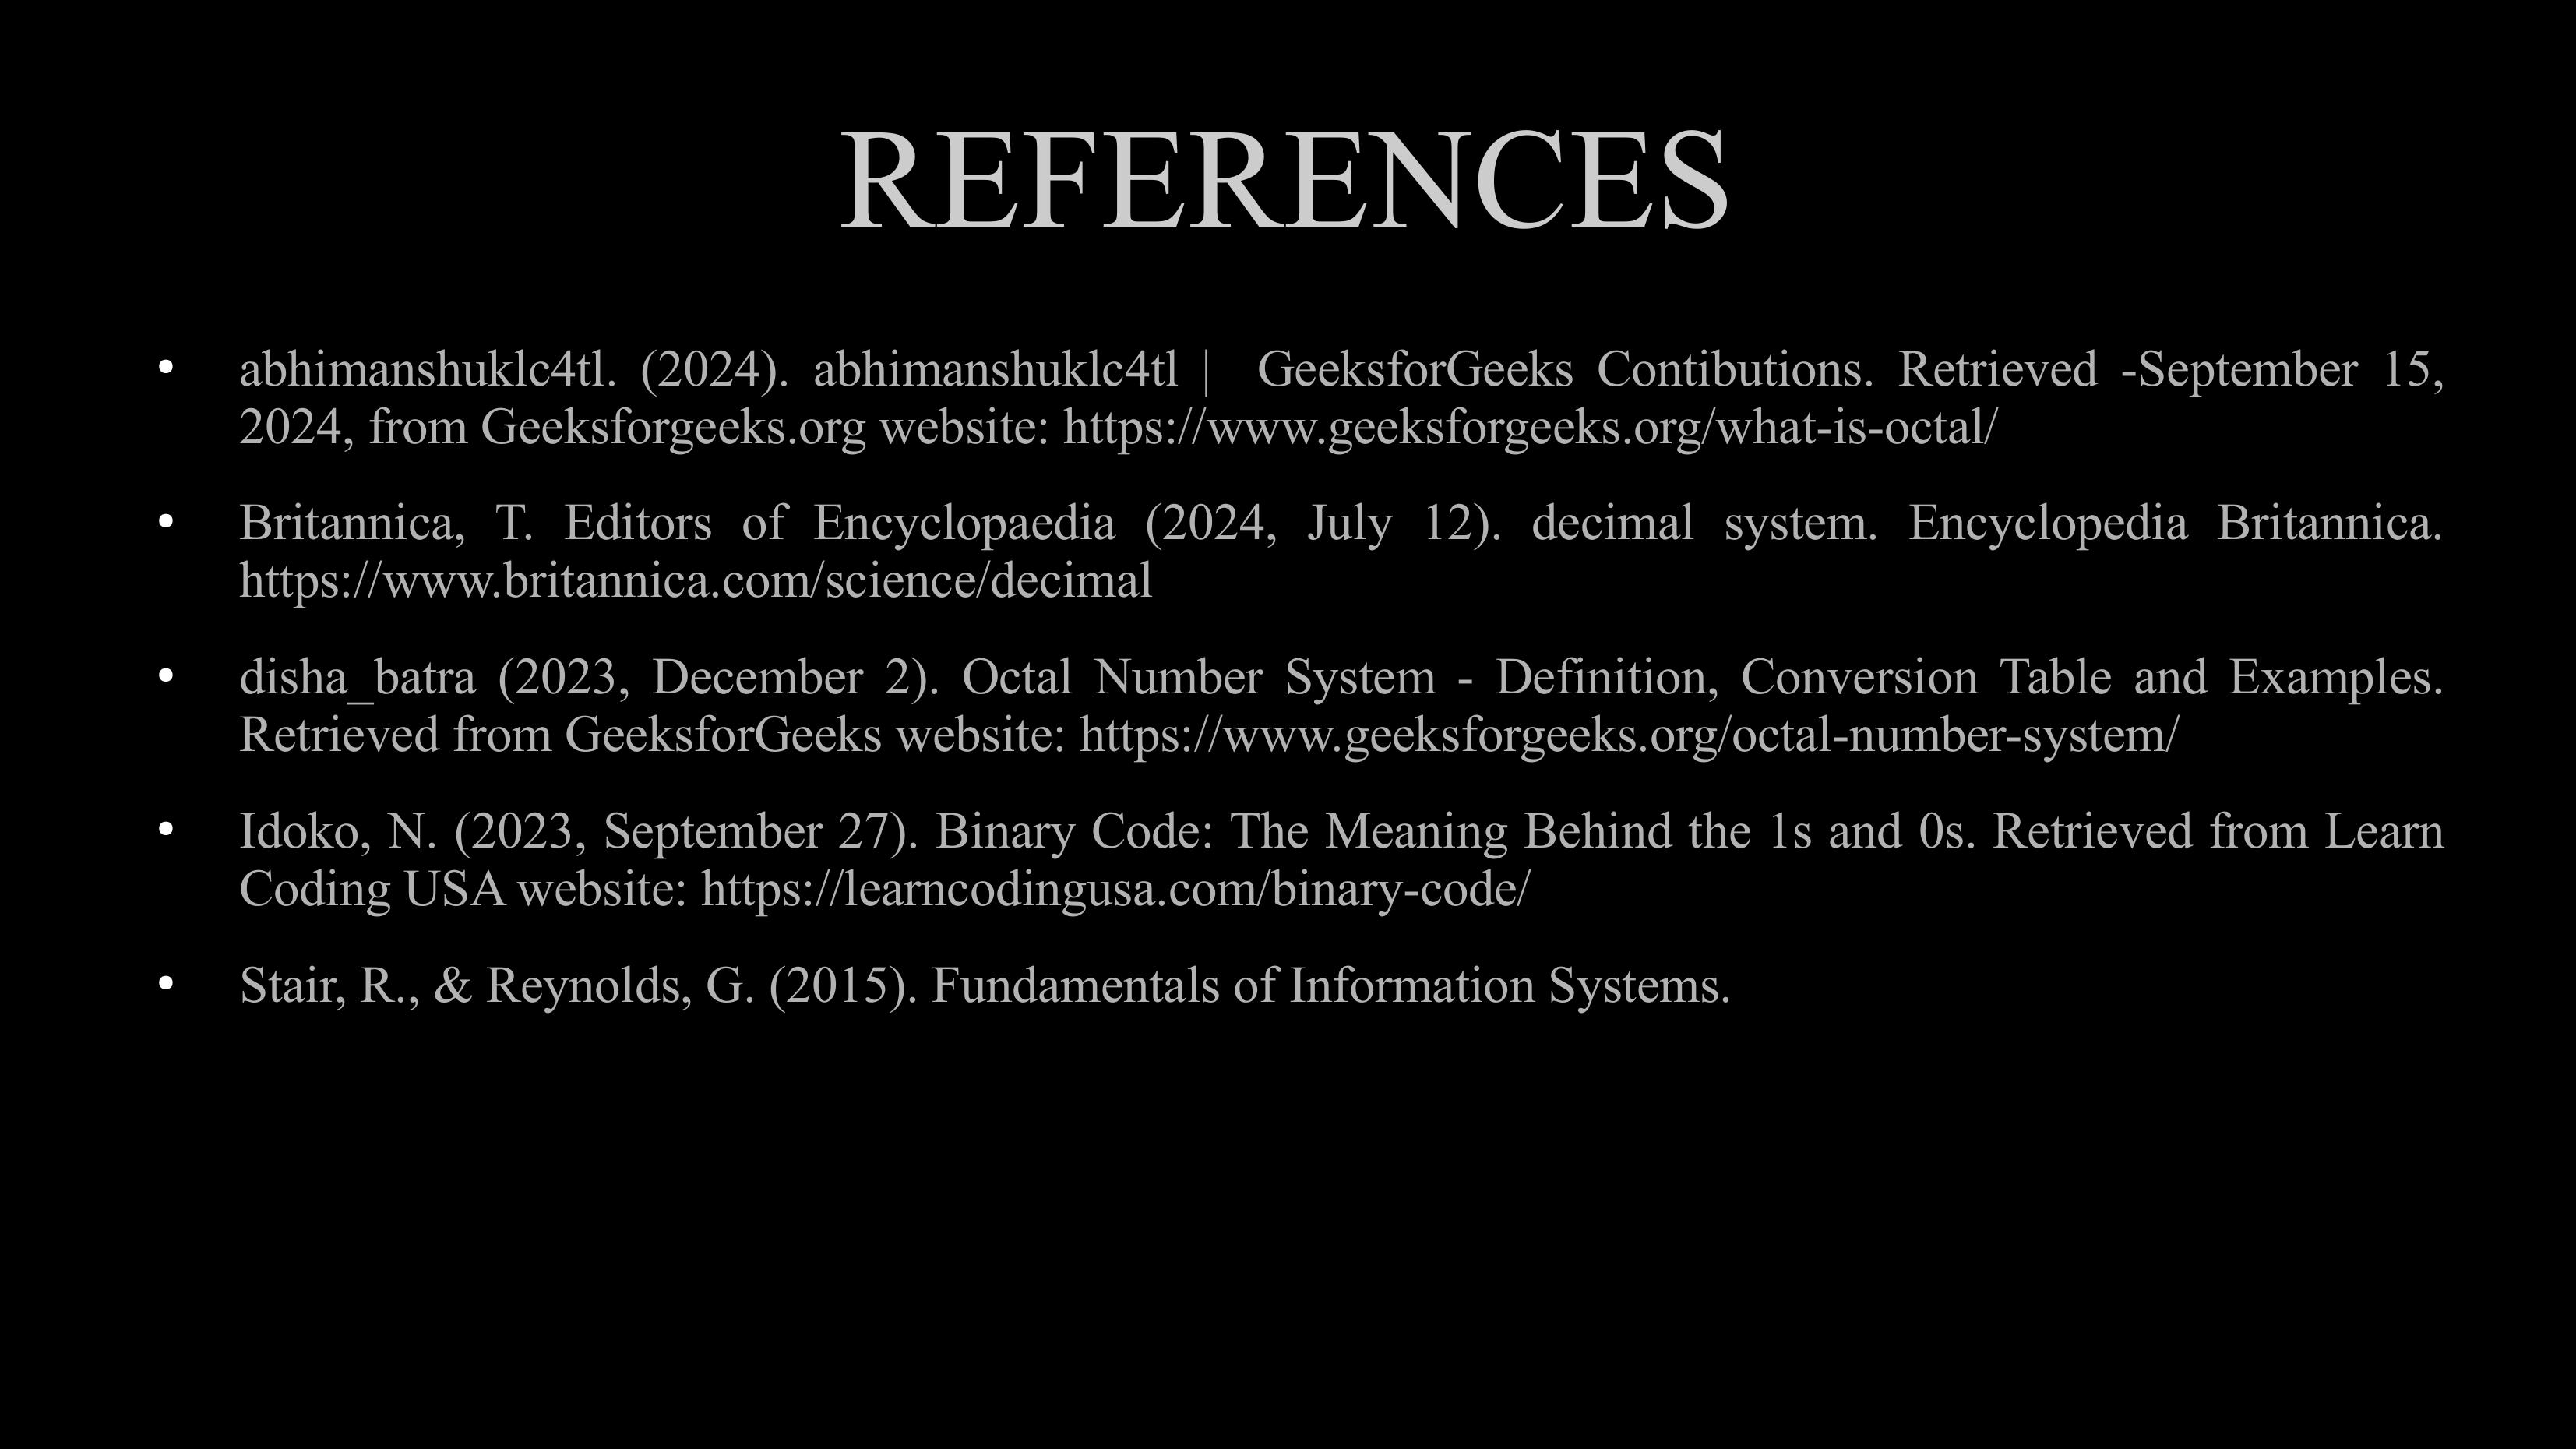 REFERENCES
• abhimanshuklc4tl. (2024). abhimanshuklc4tl | GeeksforGeeks Contibutions. Retrieved -September 15,
2024, from Geeksforgeeks.org website: https://www.geeksforgeeks.org/what-is-octal/
• Britannica, T. Editors of Encyclopaedia (2024, July 12). decimal system. Encyclopedia Britannica.
https://www.britannica.com/science/decimal
• disha_batra (2023, December 2). Octal Number System - Definition, Conversion Table and Examples.
Retrieved from GeeksforGeeks website: https://www.geeksforgeeks.org/octal-number-system/
• Idoko, N. (2023, September 27). Binary Code: The Meaning Behind the 1s and 0s. Retrieved from Learn
Coding USA website: https://learncodingusa.com/binary-code/
• Stair, R., & Reynolds, G. (2015). Fundamentals of Information Systems.